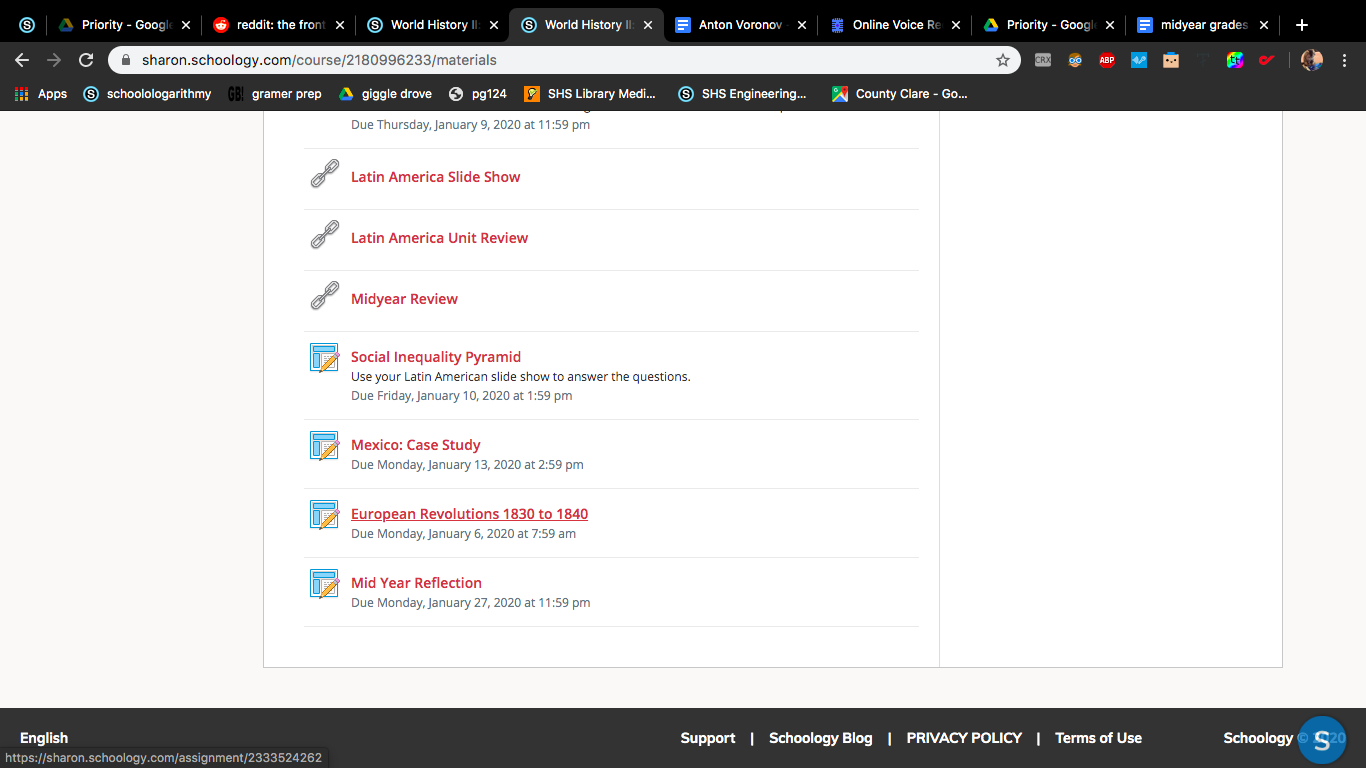 Priority - Google
reddit: the front
World History II:
World History II:
Anton Voronov -
Online Voice Re
Priority - Google
midyear grades
sharon.schoology.com/course/2180996233/materials
CRX
ABP
Apps
schoolologarithmy
GB!
gramer prep
giggle drove
pg124
SHS Library Medi...
SHS Engineering...
County Clare - Go...
Due Thursday, January 9, 2020 at 11:59 pm
Latin America Slide Show
Latin America Unit Review
Midyear Review
Social Inequality Pyramid
Use your Latin American slide show to answer the questions.
Due Friday, January 10, 2020 at 1:59 pm
Mexico: Case Study
Due Monday, January 13, 2020 at 2:59 pm
European Revolutions 1830 to 1840
Due Monday, January 6, 2020 at 7:59 am
Mid Year Reflection
Due Monday, January 27, 2020 at 11:59 pm
English
Support | Schoology Blog | PRIVACY POLICY | Terms of Use
Schoology © 2020
S
https://sharon.schoology.com/assignment/2333524262